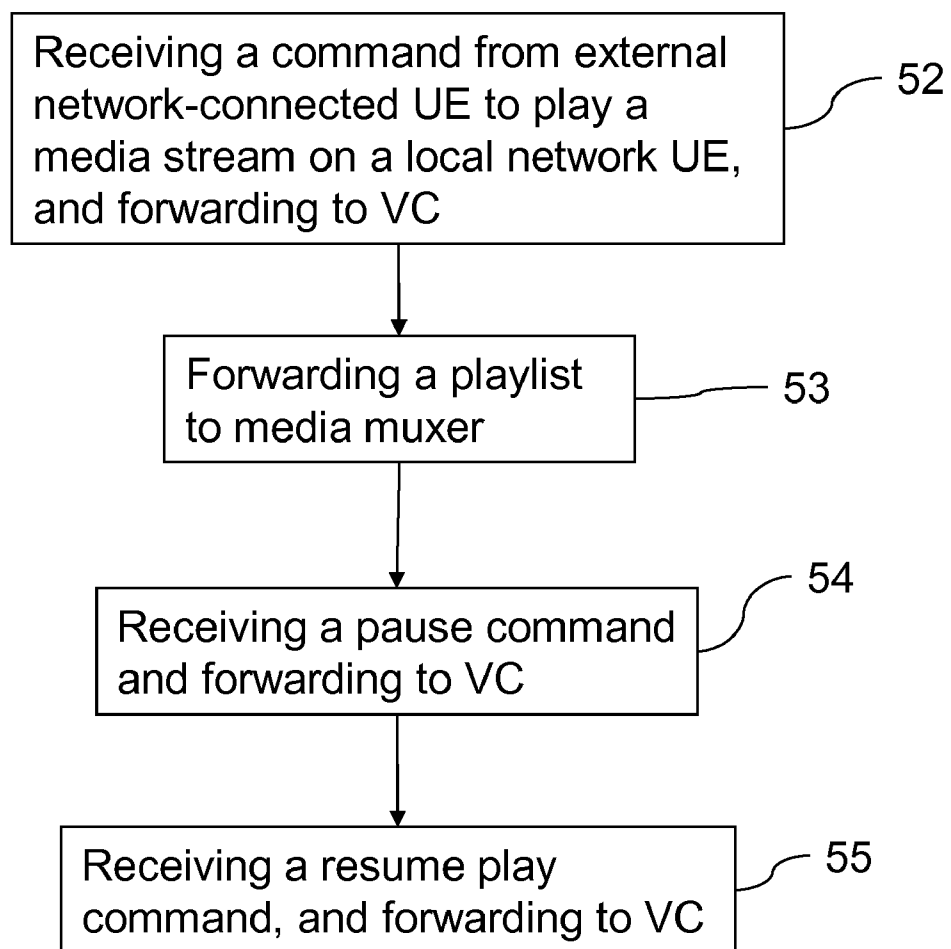 Receiving a command from external
network-connected UE to play a
media stream on a local network UE,
and forwarding to VC
52
Forwarding a playlist
to media muxer
53
Receiving a pause command
and forwarding to VC
54
Receiving a resume play
command, and forwarding to VC
55